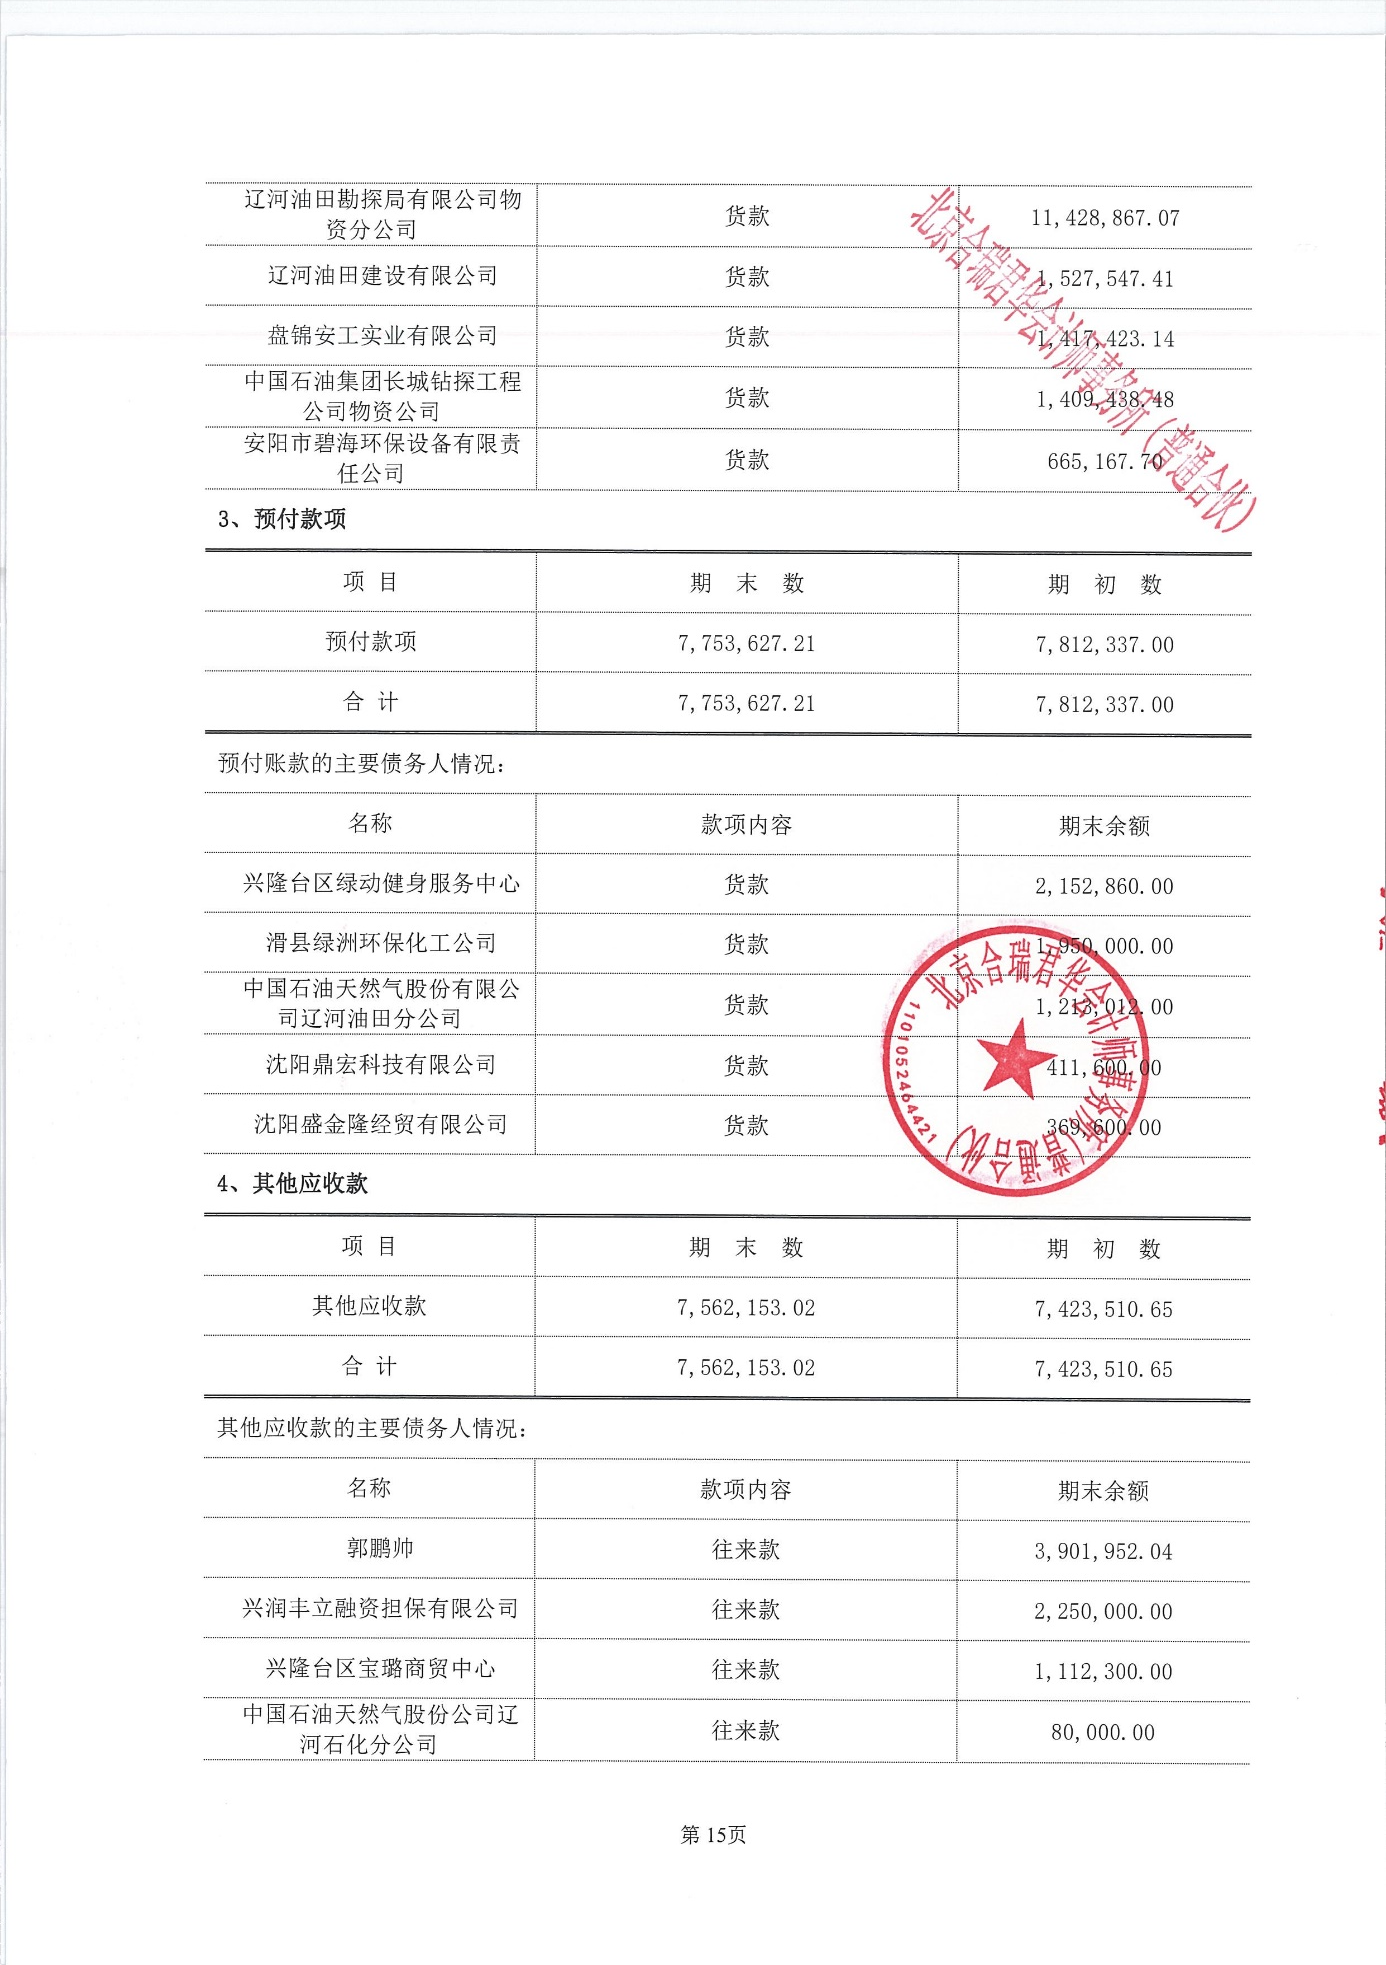 辽河油田勘探局有限公司物
资分公司
货款
11,428,867.07
辽河油田建设有限公司
货款
1,527,547.41
盘锦安工实业有限公司
货款
1,417,423.14
中国石油集团长城钻探工程
公司物资公司
货款
1,409,438.48
安阳市碧海环保设备有限责
任公司
货款
665,167.70
北京合瑞君华会计师事务所(普通合伙)
3、预付款项
项 目
期 末 数
期 初 数
预付款项
7,753,627.21
7,812,337.00
合 计
7,753,627.21
7,812,337.00
预付账款的主要债务人情况:
名称
款项内容
期末余额
兴隆台区绿动健身服务中心
货款
2,152,860.00
滑县绿洲环保化工公司
货款
1,950,000.00
中国石油天然气股份有限公
司辽河油田分公司
货款
1,213,012.00
沈阳鼎宏科技有限公司
货款
411,600.00
沈阳盛金隆经贸有限公司
货款
369,600.00
北京合瑞君华会计师事务所(普通合伙)
1101052464421
4、其他应收款
项 目
期 末 数
期 初 数
其他应收款
7,562,153.02
7,423,510.65
合 计
7,562,153.02
7,423,510.65
其他应收款的主要债务人情况:
名称
款项内容
期末余额
郭鹏帅
往来款
3,901,952.04
兴润丰立融资担保有限公司
往来款
2,250,000.00
兴隆台区宝璐商贸中心
往来款
1,112,300.00
中国石油天然气股份公司辽
河石化分公司
往来款
80,000.00
第 15页